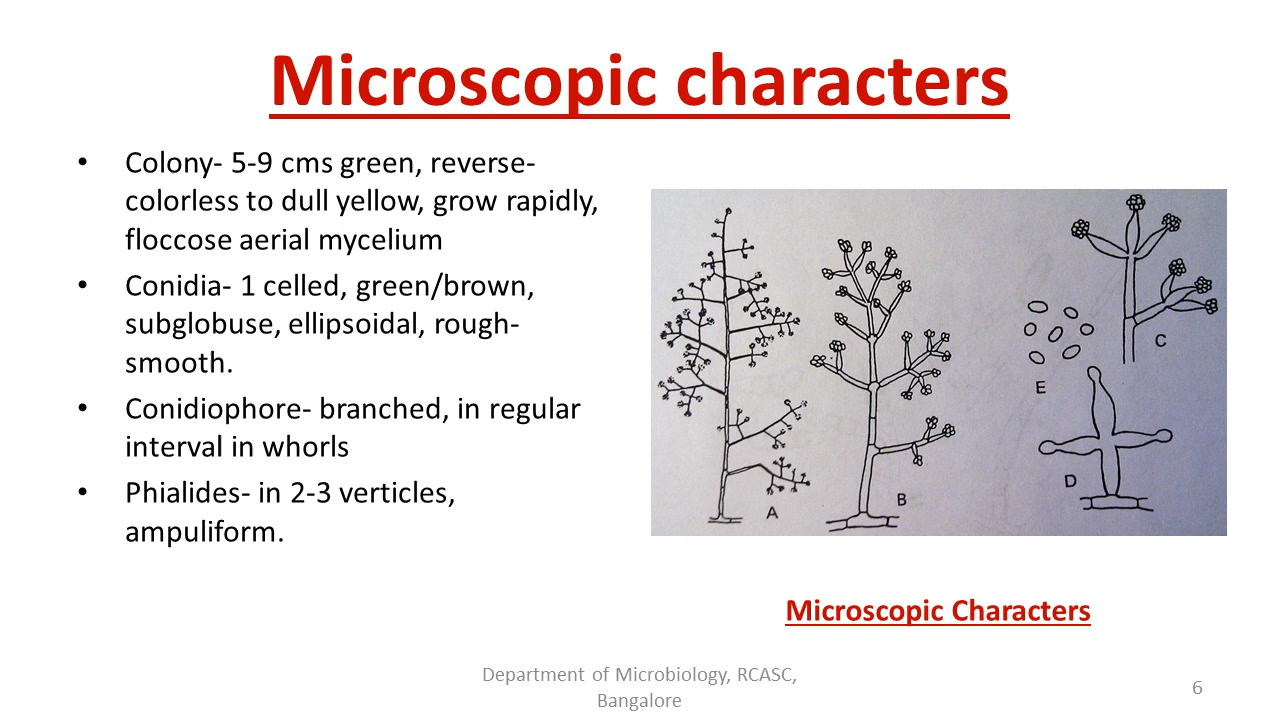 Microscopic characters
• Colony- 5-9 cms green, reverse-
colorless to dull yellow, grow rapidly,
floccose aerial mycelium
• Conidia- 1 celled, green/brown,
subglobuse, ellipsoidal, rough-
smooth.
• Conidiophore- branched, in regular
interval in whorls
• Phialides- in 2-3 verticles,
ampuliform.
A
B
C
D
E
Microscopic Characters
Department of Microbiology, RCASC,
Bangalore
6